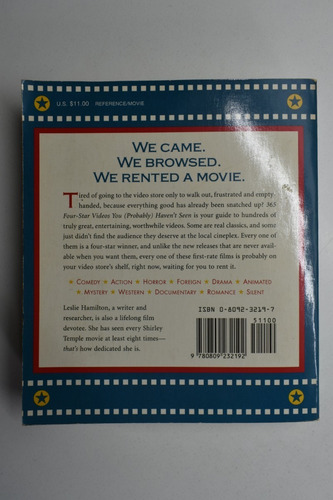 U.S. $11.00 REFERENCE/MOVIE
WE CAME.
WE BROWSED.
WE RENTED A MOVIE.
Tired of going to the video store only to walk out, frustrated and empty-
handed, because everything good has already been snatched up? 365
Four-Star Videos You (Probably) Haven't Seen is your guide to hundreds of
truly great, entertaining, worthwhile videos. Some are real classics, and some
just didn't find the audience they deserve at the local cineplex. Every one of
them is a four-star winner, and unlike the new releases that are never avail-
able when you want them, every one of these first-rate films is probably on
your video store's shelf, right now, waiting for you to rent it.
★ COMEDY ★ ACTION ★ HORROR ★ FOREIGN ★ DRAMA ★ ANIMATED
★ MYSTERY ★ WESTERN ★ DOCUMENTARY ★ ROMANCE ★ SILENT
Leslie Hamilton, a writer and
researcher, is also a lifelong film
devotee. She has seen every Shirley
Temple movie at least eight times—
that's how dedicated she is.
ISBN 0-8092-3219-7
51100
9 780809 232192